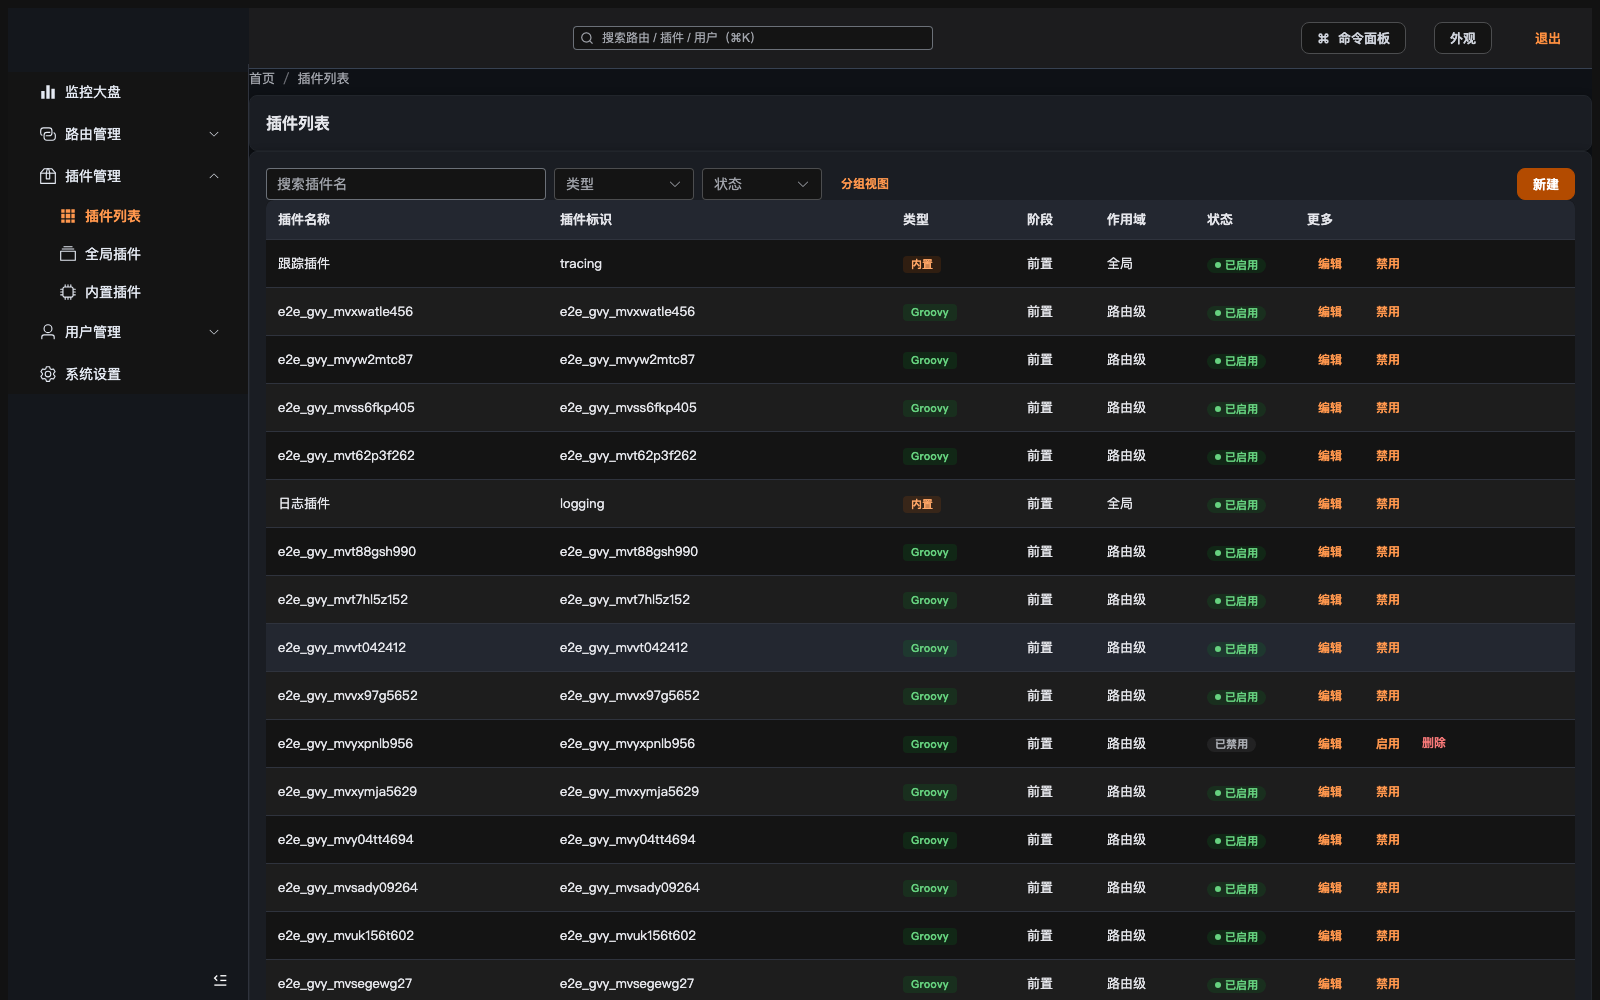 搜索路由 / 插件 / 用户（⌘K）
⌘ 命令面板
外观
退出
监控大盘
路由管理
插件管理
插件列表
全局插件
内置插件
用户管理
系统设置
首页 / 插件列表
插件列表
搜索插件名
类型
状态
分组视图
新建
插件名称 插件标识 类型 阶段 作用域 状态 更多
跟踪插件 tracing 内置 前置 全局 已启用 编辑 禁用
e2e_gvy_mvxwatle456 e2e_gvy_mvxwatle456 Groovy 前置 路由级 已启用 编辑 禁用
e2e_gvy_mvyw2mtc87 e2e_gvy_mvyw2mtc87 Groovy 前置 路由级 已启用 编辑 禁用
e2e_gvy_mvss6fkp405 e2e_gvy_mvss6fkp405 Groovy 前置 路由级 已启用 编辑 禁用
e2e_gvy_mvt62p3f262 e2e_gvy_mvt62p3f262 Groovy 前置 路由级 已启用 编辑 禁用
日志插件 logging 内置 前置 全局 已启用 编辑 禁用
e2e_gvy_mvt88gsh990 e2e_gvy_mvt88gsh990 Groovy 前置 路由级 已启用 编辑 禁用
e2e_gvy_mvt7hl5z152 e2e_gvy_mvt7hl5z152 Groovy 前置 路由级 已启用 编辑 禁用
e2e_gvy_mvvt042412 e2e_gvy_mvvt042412 Groovy 前置 路由级 已启用 编辑 禁用
e2e_gvy_mvvx97g5652 e2e_gvy_mvvx97g5652 Groovy 前置 路由级 已启用 编辑 禁用
e2e_gvy_mvyxpnlb956 e2e_gvy_mvyxpnlb956 Groovy 前置 路由级 已禁用 编辑 启用 删除
e2e_gvy_mvxymja5629 e2e_gvy_mvxymja5629 Groovy 前置 路由级 已启用 编辑 禁用
e2e_gvy_mvy04tt4694 e2e_gvy_mvy04tt4694 Groovy 前置 路由级 已启用 编辑 禁用
e2e_gvy_mvsady09264 e2e_gvy_mvsady09264 Groovy 前置 路由级 已启用 编辑 禁用
e2e_gvy_mvuk156t602 e2e_gvy_mvuk156t602 Groovy 前置 路由级 已启用 编辑 禁用
e2e_gvy_mvsegewg27 e2e_gvy_mvsegewg27 Groovy 前置 路由级 已启用 编辑 禁用